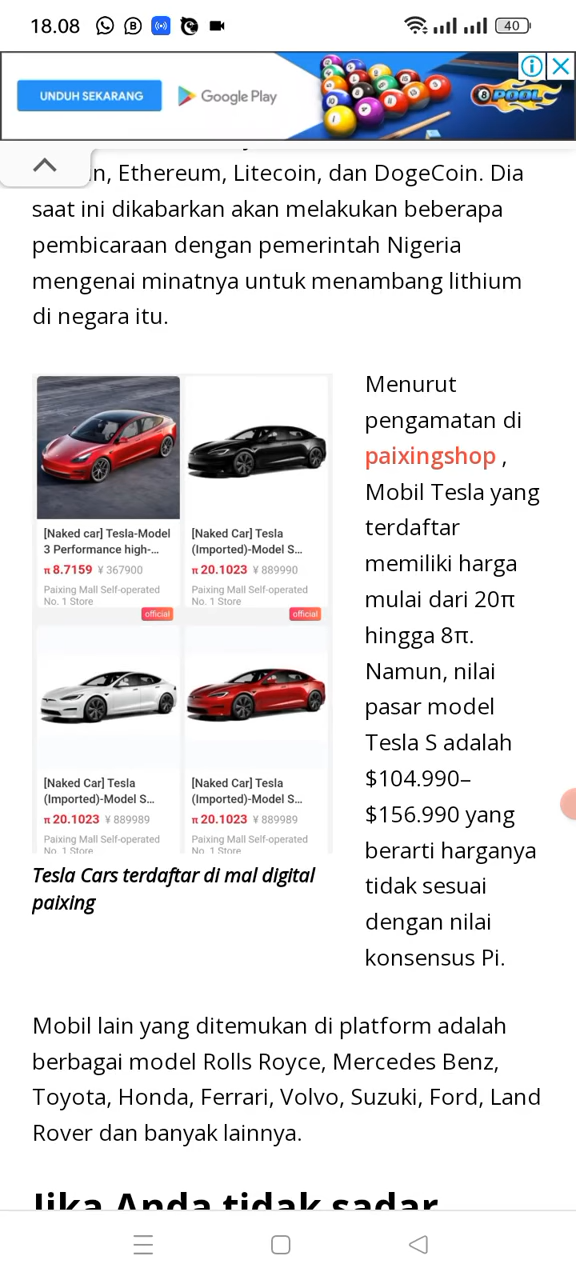 18.08
40
UNDUH SEKARANG
Google Play
8 POOL
n, Ethereum, Litecoin, dan DogeCoin. Dia
saat ini dikabarkan akan melakukan beberapa
pembicaraan dengan pemerintah Nigeria
mengenai minatnya untuk menambang lithium
di negara itu.
[Naked car] Tesla-Model
3 Performance high-...
π 8.7159 ¥ 367900
Paixing Mall Self-operated
No. 1 Store
official
[Naked car] Tesla
(Imported)-Model S...
π 20.1023 ¥ 889990
Paixing Mall Self-operated
No. 1 Store
official
[Naked Car] Tesla
(Imported)-Model S...
π 20.1023 ¥ 889989
Paixing Mall Self-operated
No. 1 Store
[Naked Car] Tesla
(Imported)-Model S...
π 20.1023 ¥ 889989
Paixing Mall Self-operated
No. 1 Store
Tesla Cars terdaftar di mal digital
paixing
Menurut
pengamatan di
paixingshop ,
Mobil Tesla yang
terdaftar
memiliki harga
mulai dari 20π
hingga 8π.
Namun, nilai
pasar model
Tesla S adalah
$104.990–
$156.990 yang
berarti harganya
tidak sesuai
dengan nilai
konsensus Pi.
Mobil lain yang ditemukan di platform adalah
berbagai model Rolls Royce, Mercedes Benz,
Toyota, Honda, Ferrari, Volvo, Suzuki, Ford, Land
Rover dan banyak lainnya.
Jika Anda tidak sadar